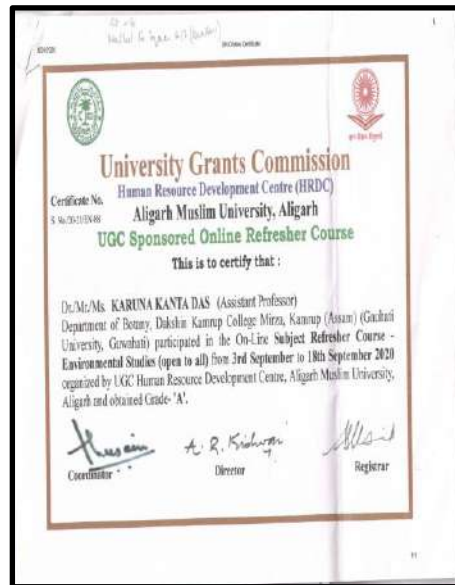 University Grants Commission
Human Resource Development Centre (HRDC)
Certificate No.
Aligarh Muslim University, Aligarh
UGC Sponsored Online Refresher Course
This is to certify that :
Dr./Mr./Ms. KARUNA KANTA DAS (Assistant Professor)
Department of Botany, Dakshin Kamrup College Mirza, Kamrup (Assam) (Gauhati
University, Guwahati) participated in the On-Line Subject Refresher Course -
Environmental Studies (open to all) from 3rd September to 18th September 2020
organized by UGC Human Resource Development Centre, Aligarh Muslim University,
Aligarh and obtained Grade- 'A'.
A. R. Kidwai
Coordinator
Director
Registrar